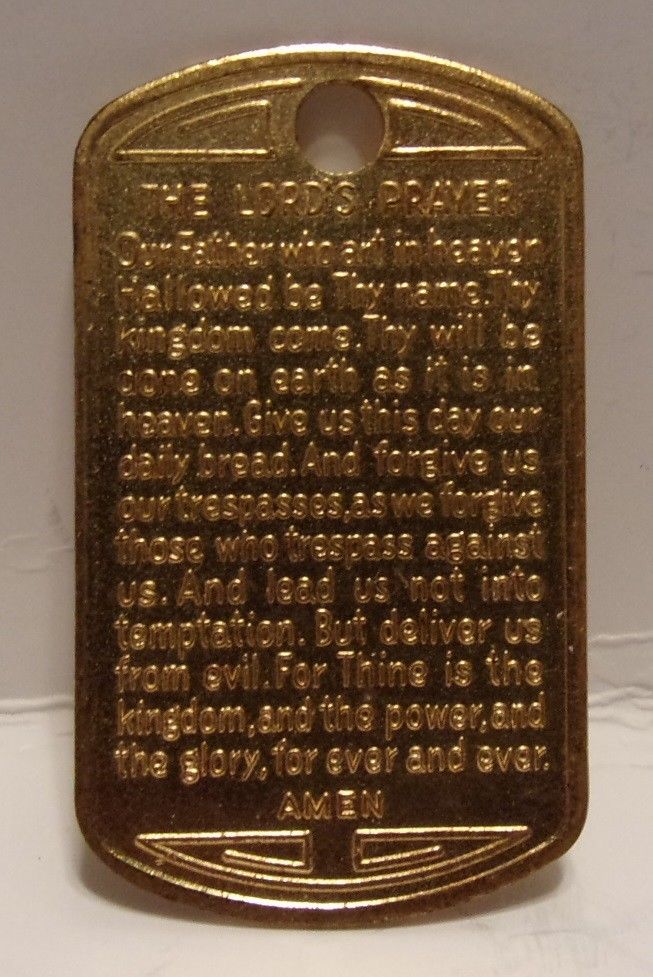 THE LORD'S PRAYER
Our Father who art in heaven
Hallowed be Thy name. Thy
kingdom come. Thy will be
done on earth as it is in
heaven. Give us this day our
daily bread. And forgive us
our trespasses, as we forgive
those who trespass against
us. And lead us not into
temptation. But deliver us
from evil. For Thine is the
kingdom, and the power, and
the glory, for ever and ever.
AMEN